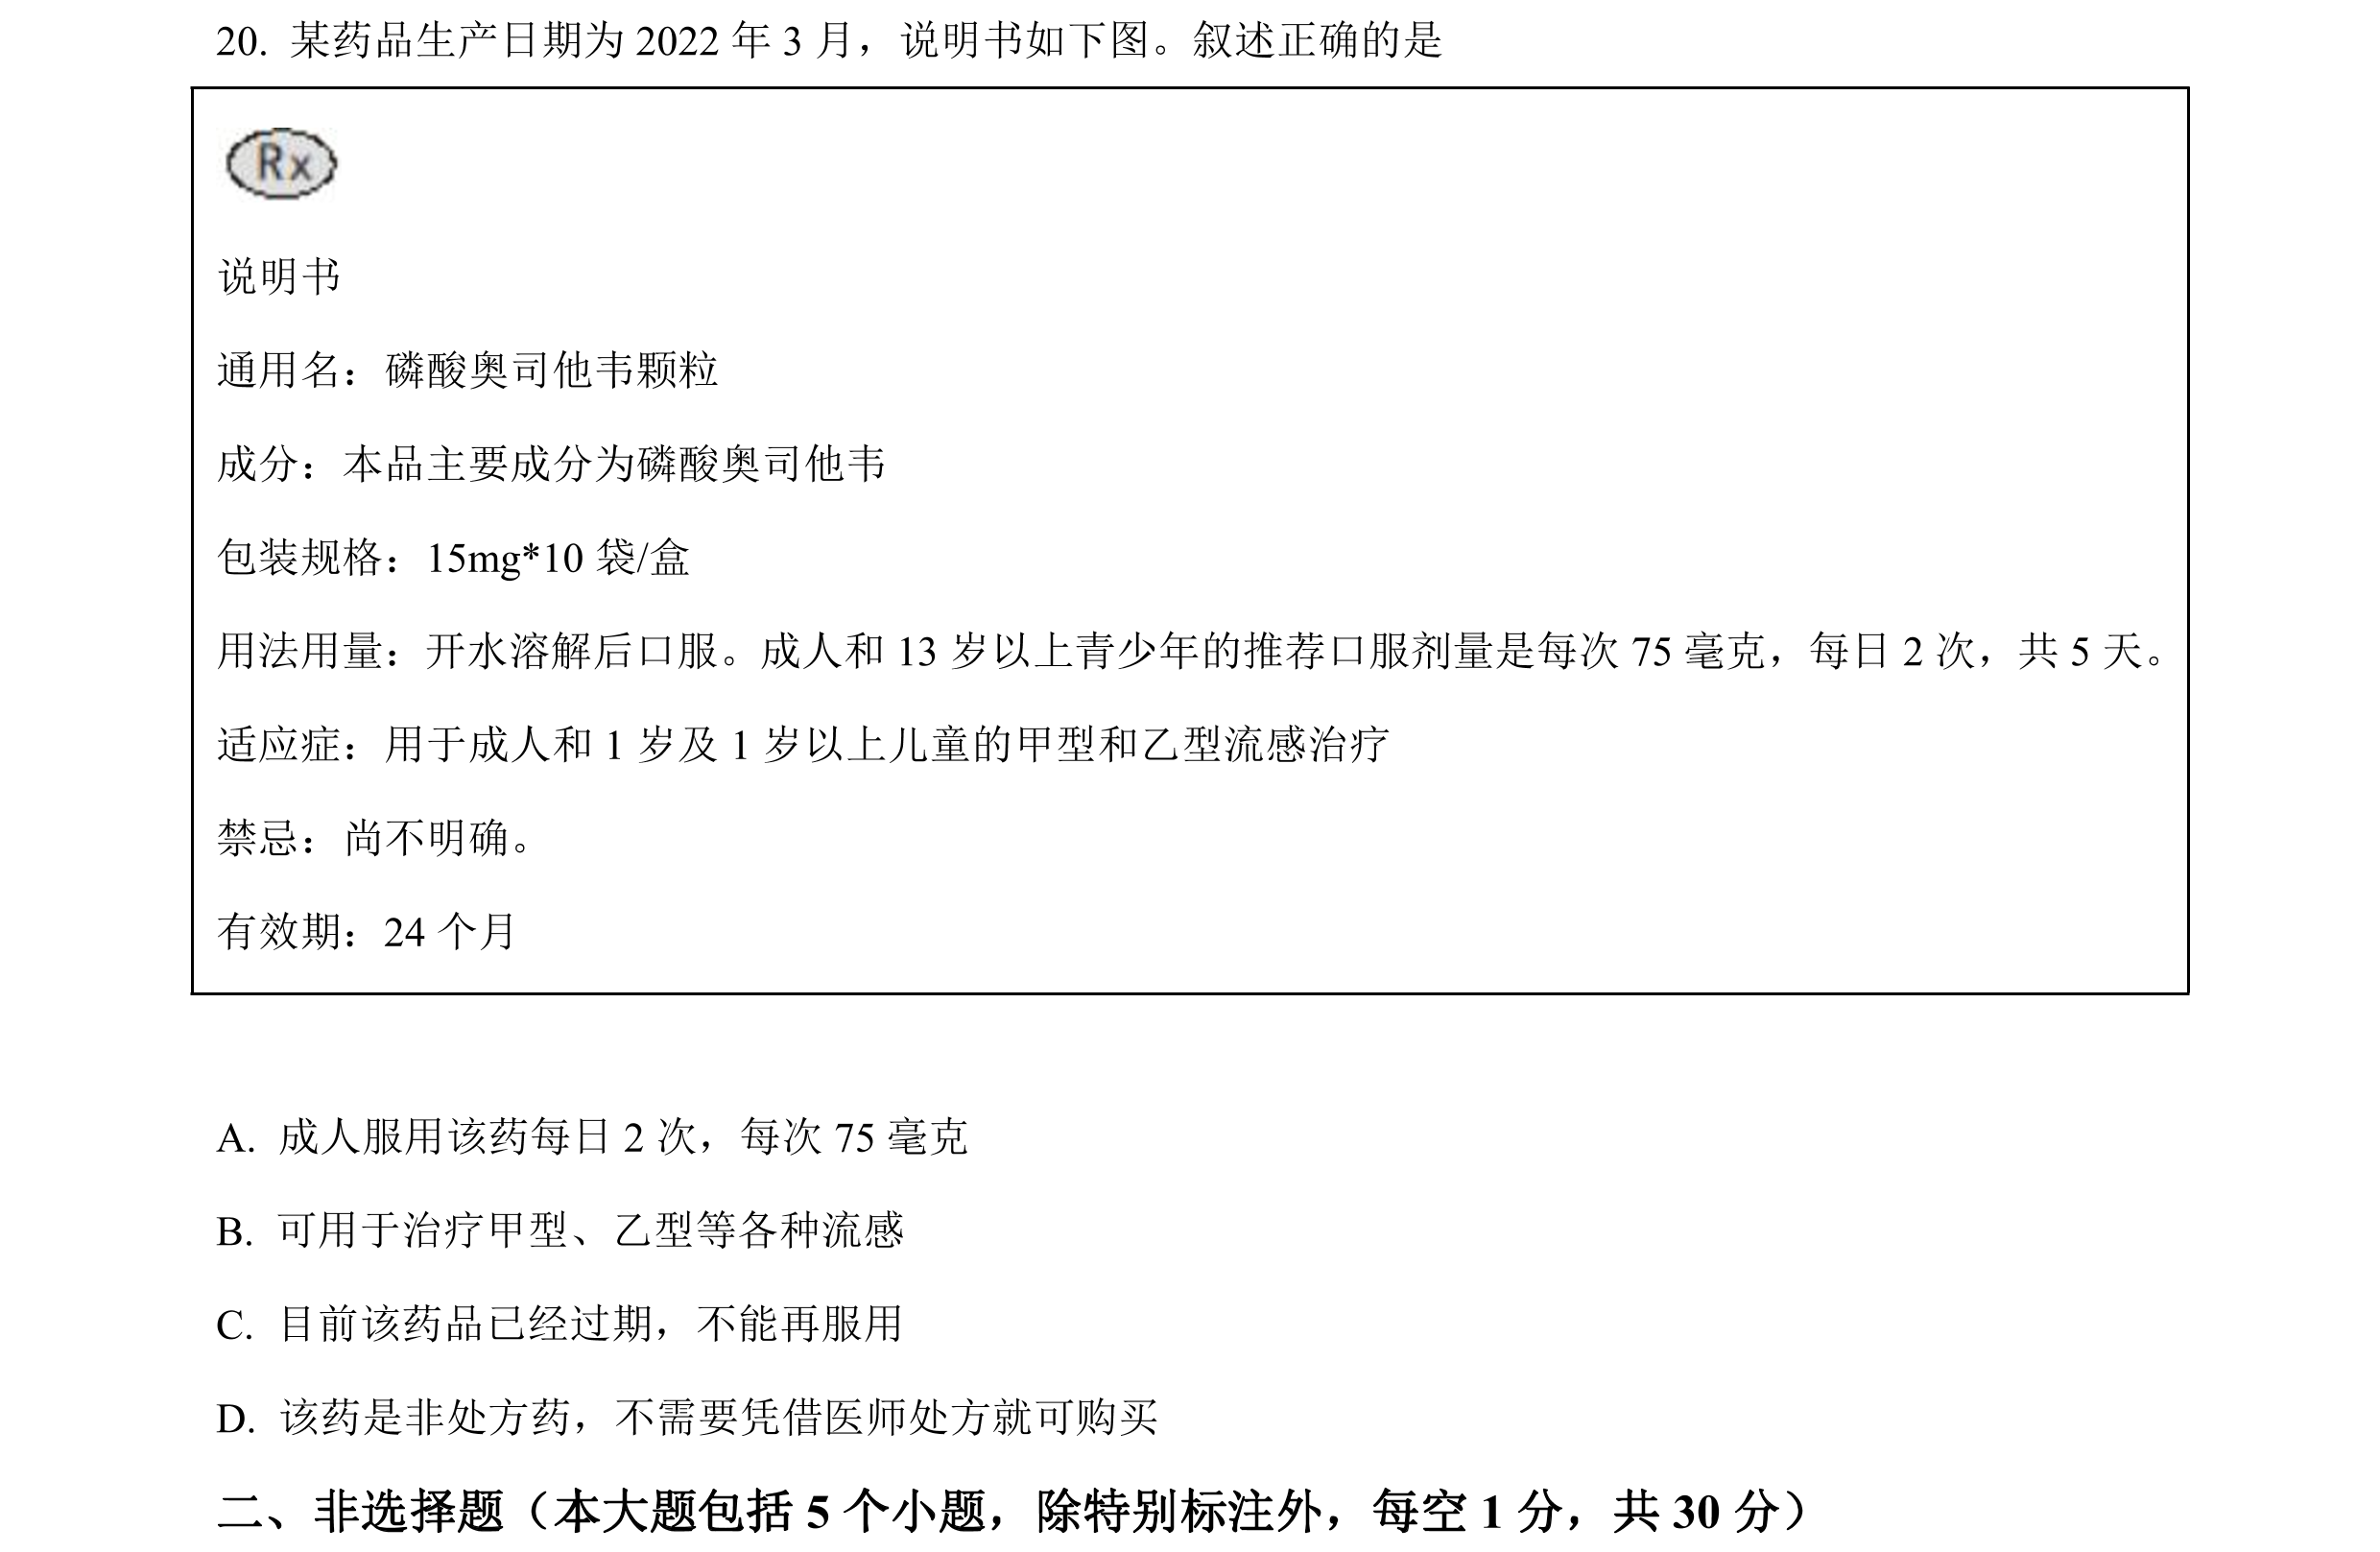 20. 某药品生产日期为 2022 年 3 月，说明书如下图。叙述正确的是
Rx
说明书
通用名：磷酸奥司他韦颗粒
成分：本品主要成分为磷酸奥司他韦
包装规格：15mg*10 袋/盒
用法用量：开水溶解后口服。成人和 13 岁以上青少年的推荐口服剂量是每次 75 毫克，每日 2 次，共 5 天。
适应症：用于成人和 1 岁及 1 岁以上儿童的甲型和乙型流感治疗
禁忌：尚不明确。
有效期：24 个月
A. 成人服用该药每日 2 次，每次 75 毫克
B. 可用于治疗甲型、乙型等各种流感
C. 目前该药品已经过期，不能再服用
D. 该药是非处方药，不需要凭借医师处方就可购买
二、非选择题（本大题包括 5 个小题，除特别标注外，每空 1 分，共 30 分）